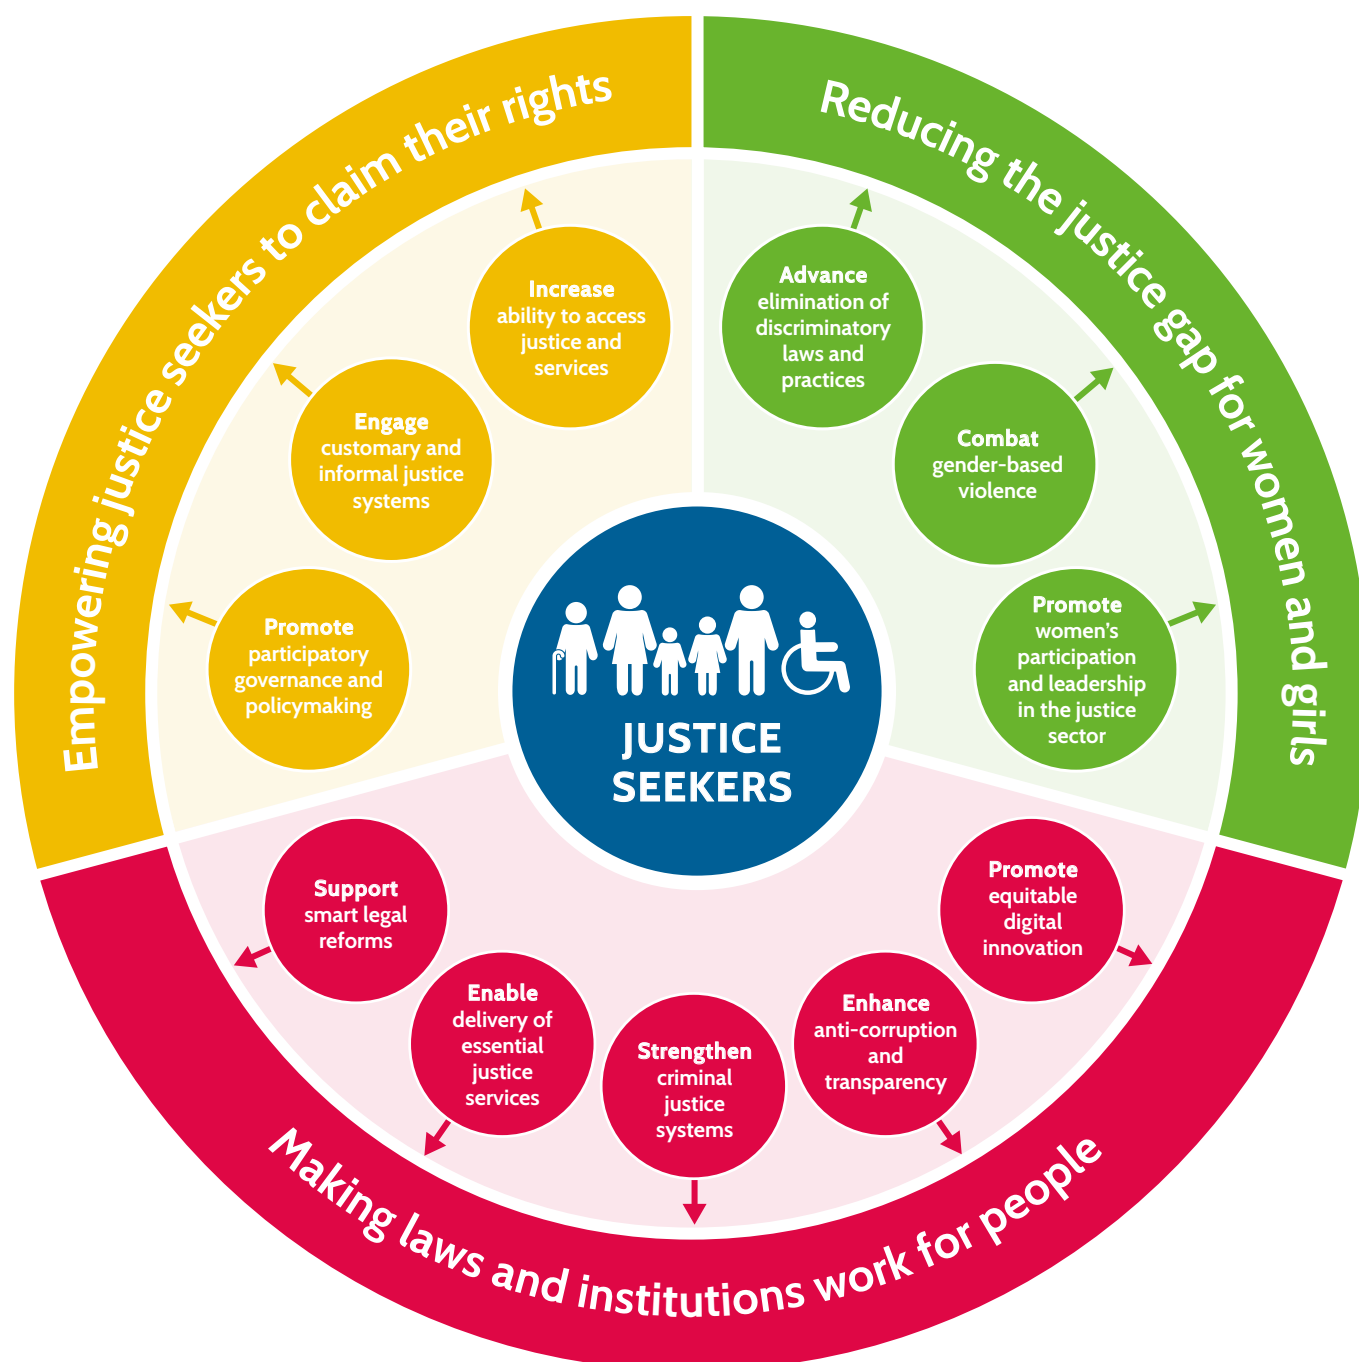 Empowering justice seekers to claim their rights
Increase
ability to access
justice and
services
Engage
customary and
informal justice
systems
Promote
participatory
governance and
policymaking
Reducing the justice gap for women and girls
Advance
elimination of
discriminatory
laws and
practices
Combat
gender-based
violence
Promote
women’s
participation
and leadership
in the justice
sector
JUSTICE
SEEKERS
Support
smart legal
reforms
Enable
delivery of
essential
justice
services
Strengthen
criminal
justice
systems
Enhance
anti-corruption
and
transparency
Promote
equitable
digital
innovation
Making laws and institutions work for people